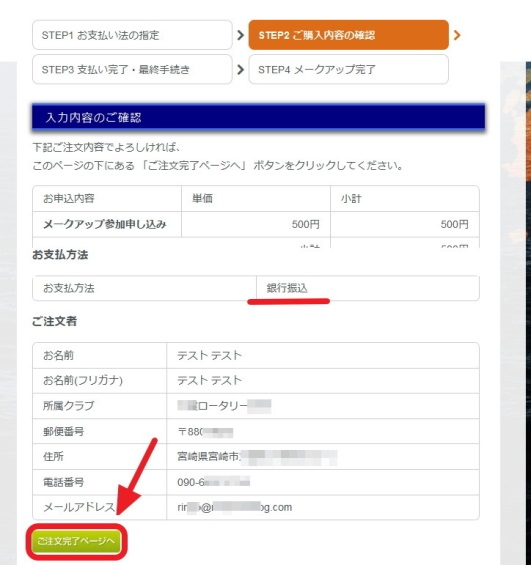 STEP1 お支払い法の指定
STEP2 ご購入内容の確認
STEP3 支払い完了・最終手続き
STEP4 メークアップ完了
入力内容のご確認
下記ご注文内容でよろしければ、
このページの下にある 「ご注文完了ページへ」 ボタンをクリックしてください。
お申込内容 単価 小計
メークアップ参加申し込み 500円 500円
お支払方法
お支払方法 銀行振込
ご注文者
お名前 テスト テスト
お名前(フリガナ) テスト テスト
所属クラブ ロータリー
郵便番号 〒880
住所 宮崎県宮崎市
電話番号 090-6
メールアドレス rin @ og.com
ご注文完了ページへ